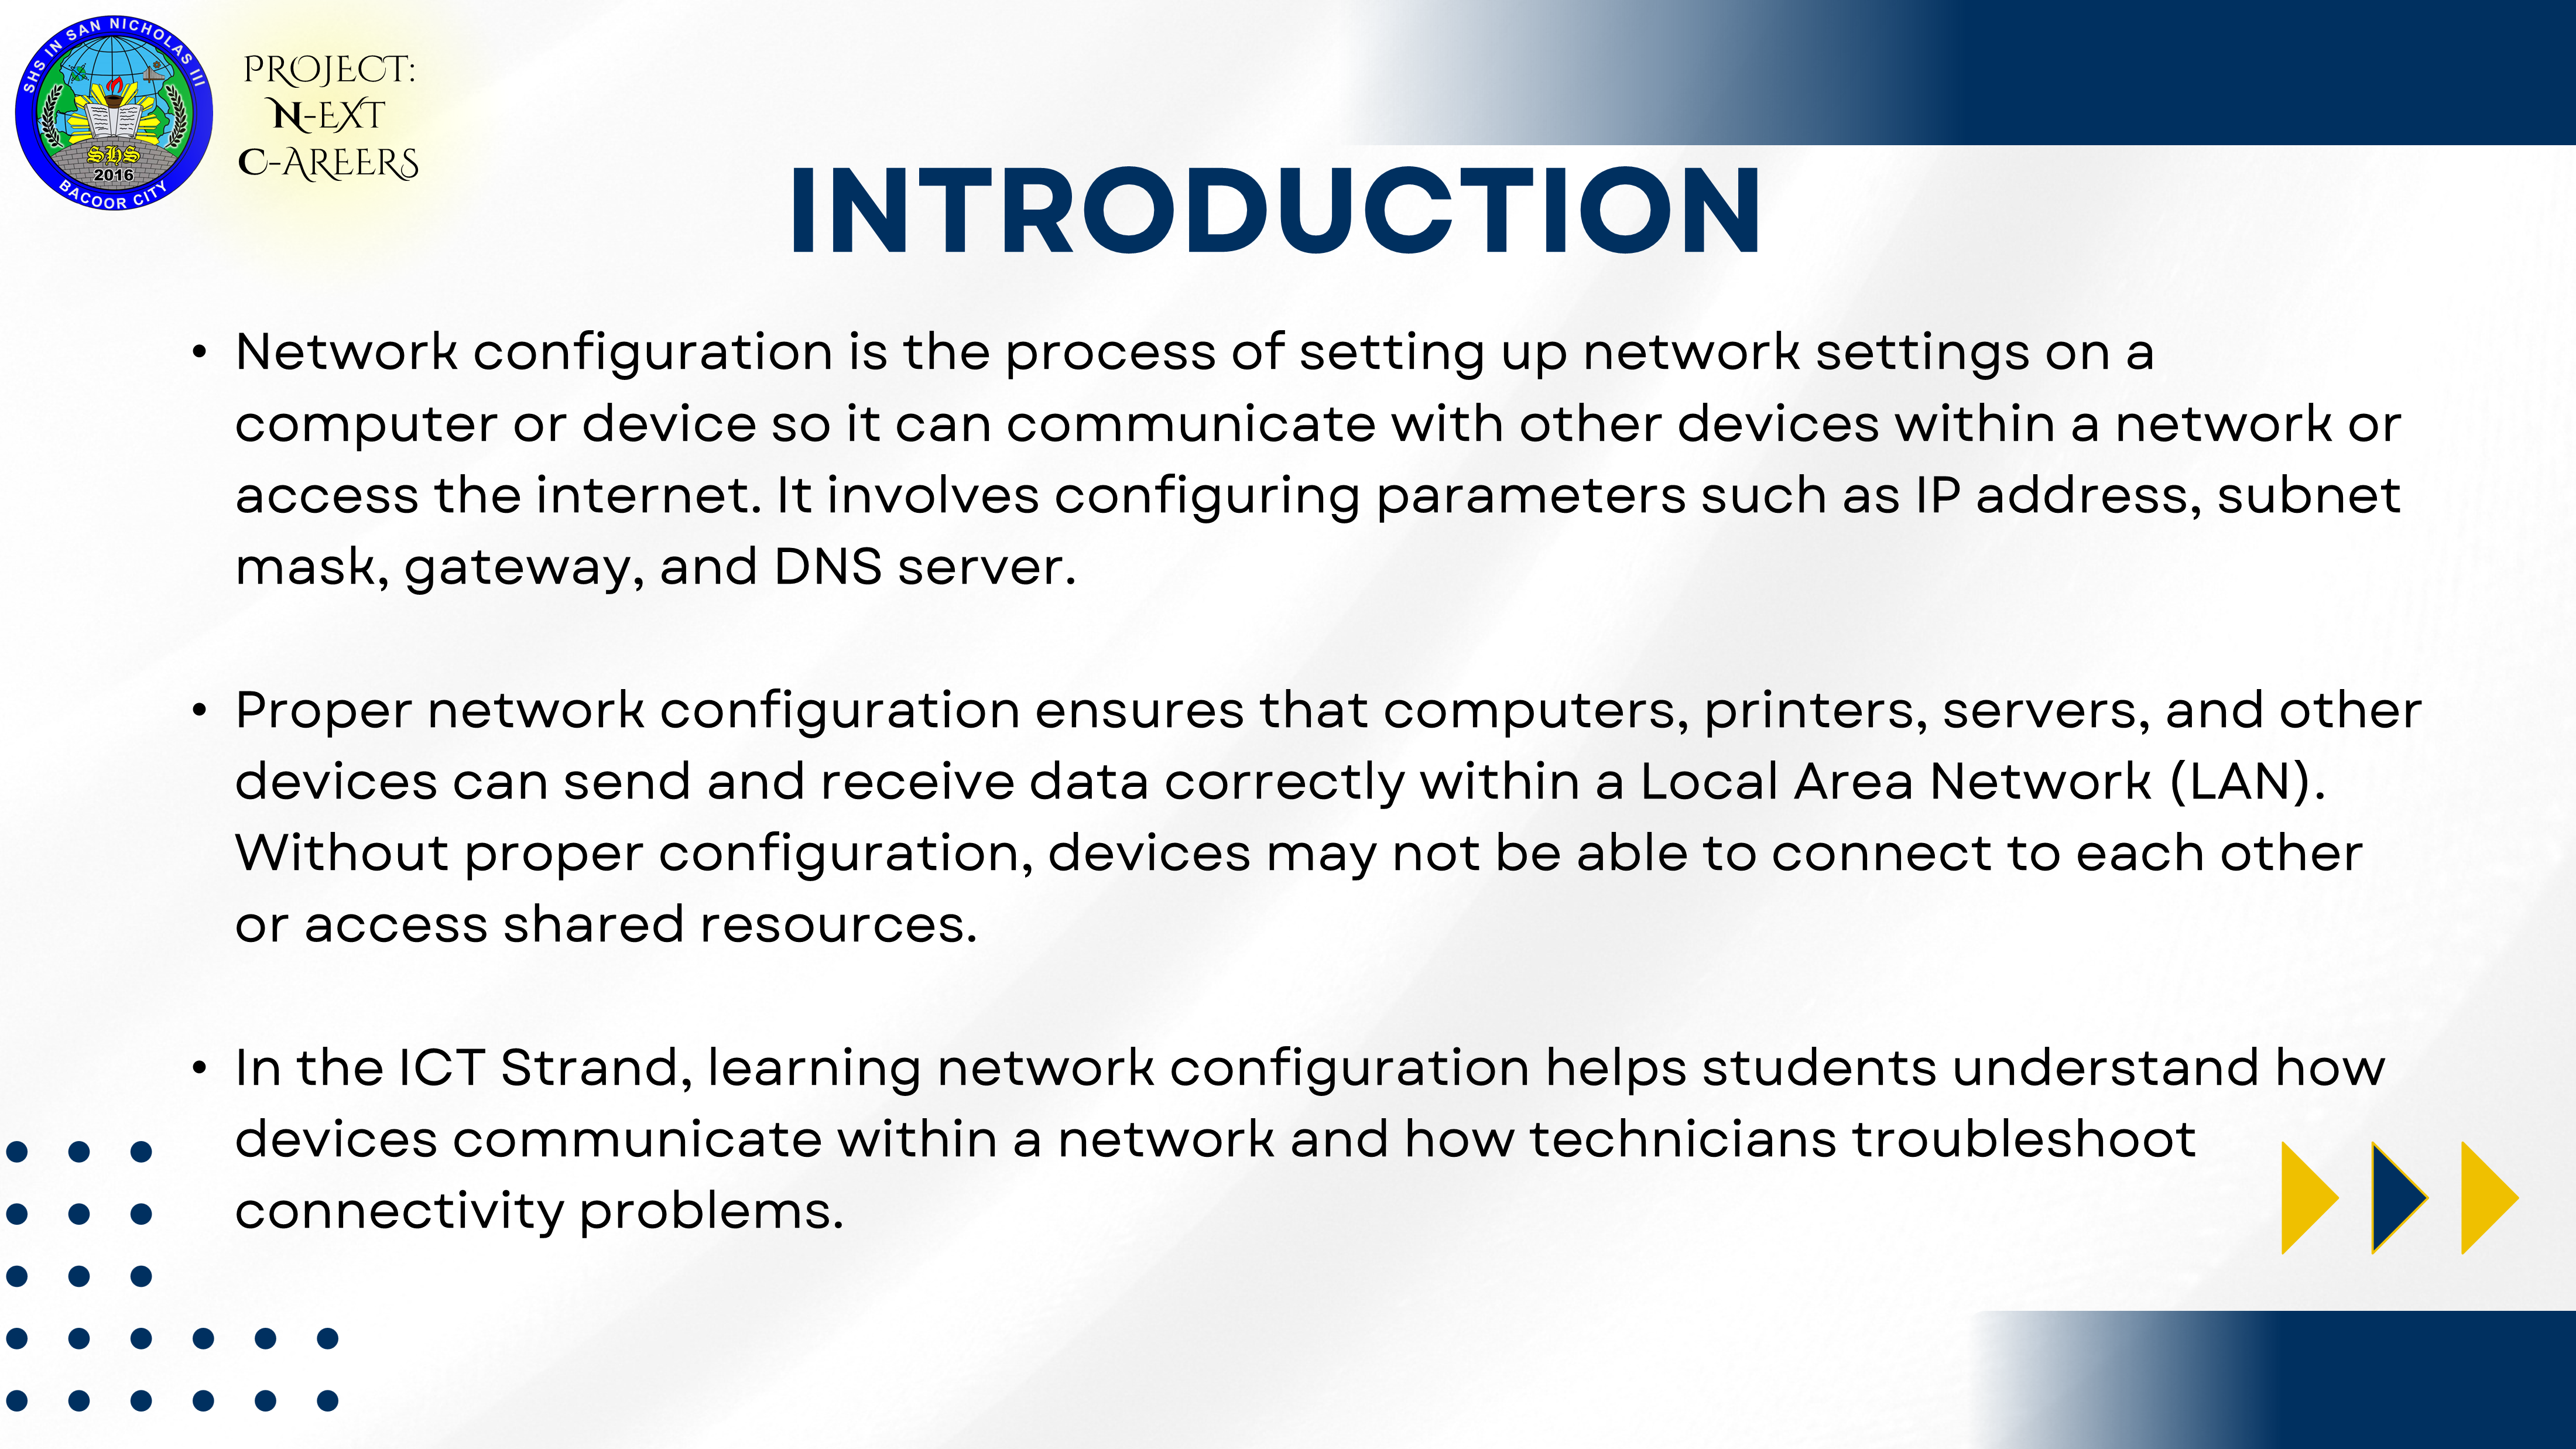 SHS IN SAN NICHOLAS III
SHS
2016
BACOOR CITY
PROJECT:
N-EXT
C-AREERS
INTRODUCTION
• Network configuration is the process of setting up network settings on a
computer or device so it can communicate with other devices within a network or
access the internet. It involves configuring parameters such as IP address, subnet
mask, gateway, and DNS server.
• Proper network configuration ensures that computers, printers, servers, and other
devices can send and receive data correctly within a Local Area Network (LAN).
Without proper configuration, devices may not be able to connect to each other
or access shared resources.
• In the ICT Strand, learning network configuration helps students understand how
devices communicate within a network and how technicians troubleshoot
connectivity problems.